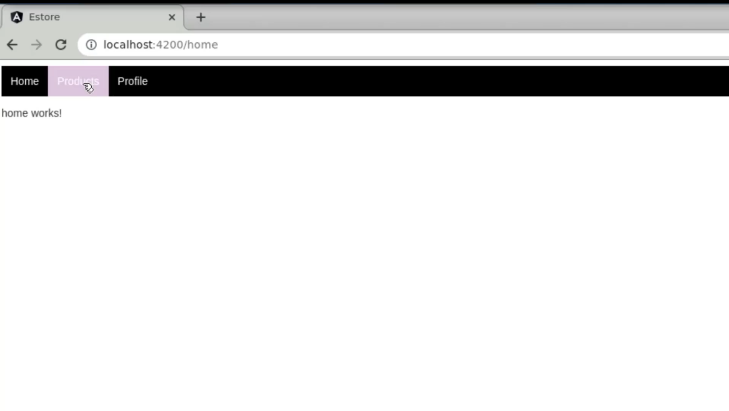 Estore
localhost:4200/home
Home Products Profile
home works!